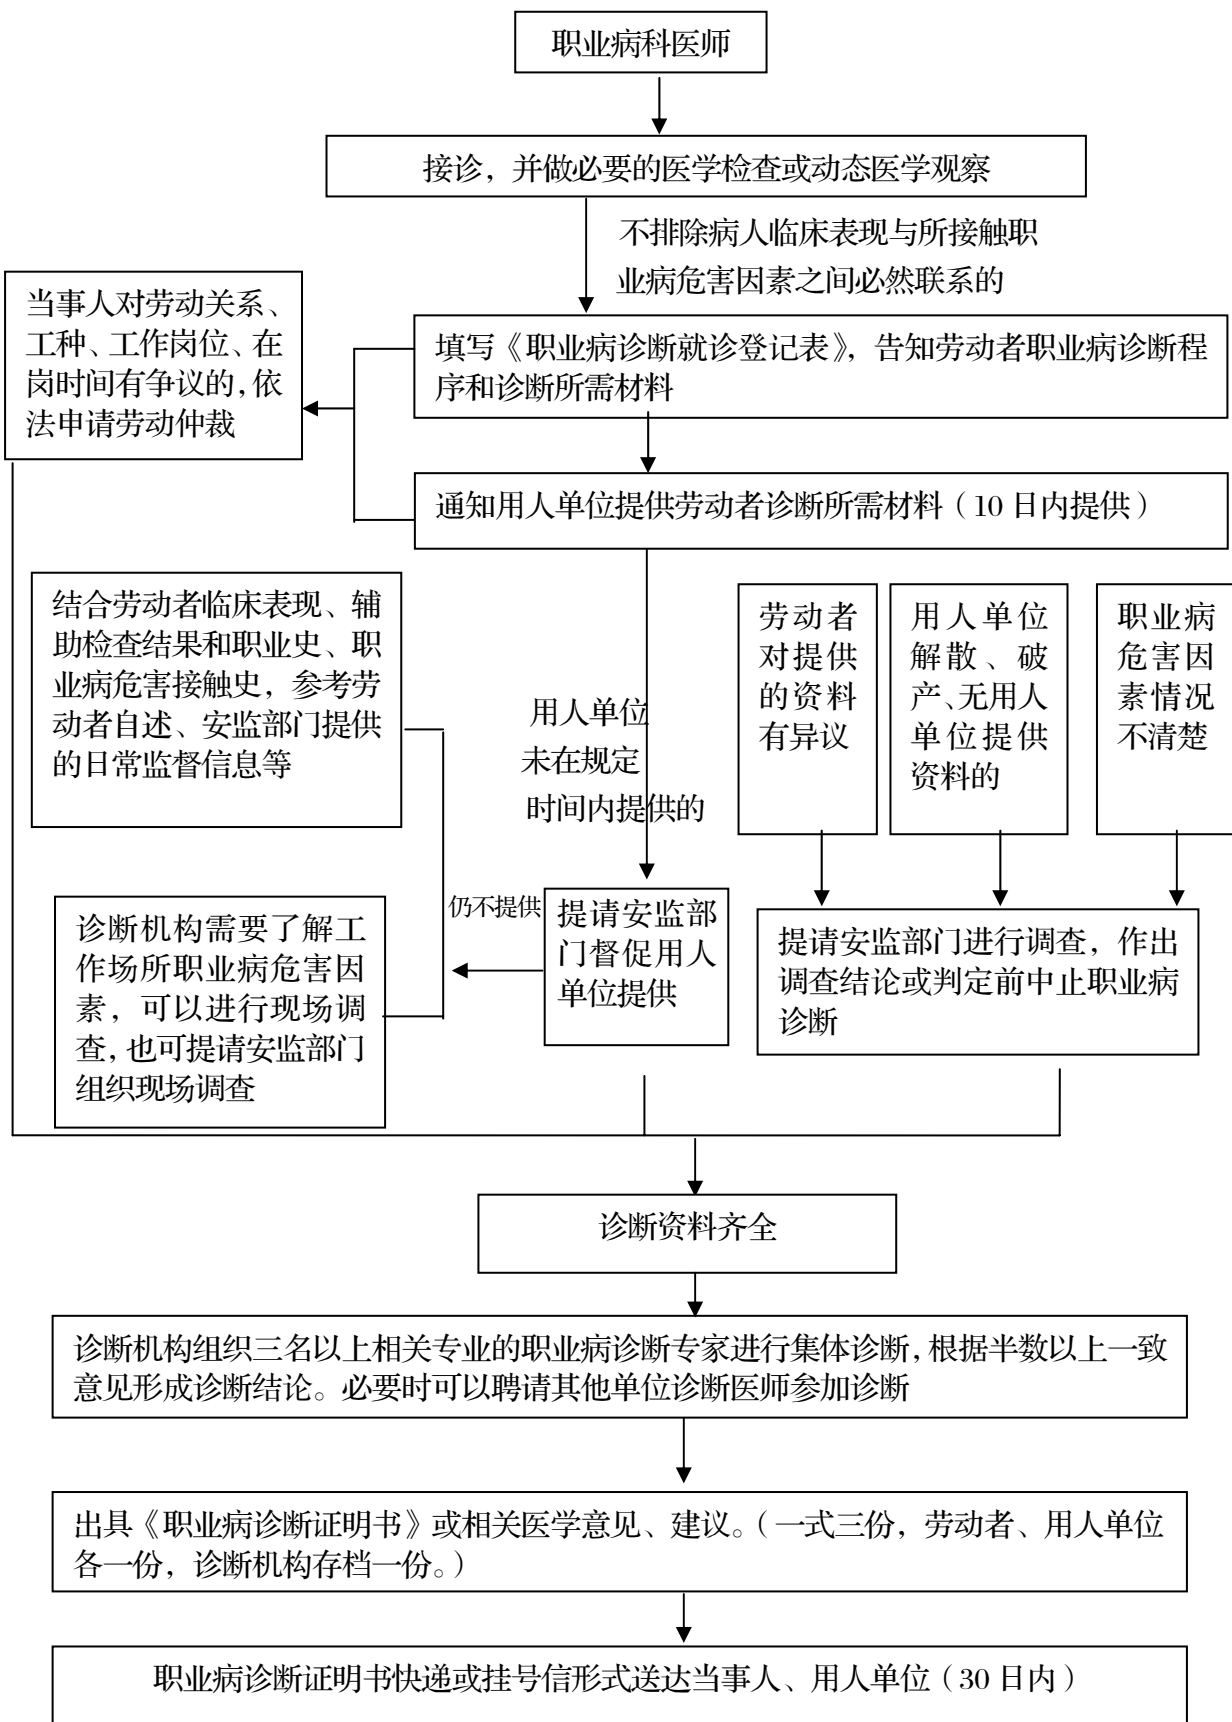 职业病科医师
接诊，并做必要的医学检查或动态医学观察
不排除病人临床表现与所接触职
业病危害因素之间必然联系的
当事人对劳动关系、
工种、工作岗位、在
岗时间有争议的，依
法申请劳动仲裁
填写《职业病诊断就诊登记表》，告知劳动者职业病诊断程
序和诊断所需材料
通知用人单位提供劳动者诊断所需材料（10 日内提供）
结合劳动者临床表现、辅
助检查结果和职业史、职
业病危害接触史，参考劳
动者自述、安监部门提供
的日常监督信息等
用人单位
未在规定
时间内提供的
劳动者
对提供
的资料
有异议
用人单位
解散、破
产、无用人
单位提供
资料的
职业病
危害因
素情况
不清楚
诊断机构需要了解工
作场所职业病危害因
素，可以进行现场调
查，也可提请安监部门
组织现场调查
仍不提供
提请安监部
门督促用人
单位提供
提请安监部门进行调查，作出
调查结论或判定前中止职业病
诊断
诊断资料齐全
诊断机构组织三名以上相关专业的职业病诊断专家进行集体诊断，根据半数以上一致
意见形成诊断结论。必要时可以聘请其他单位诊断医师参加诊断
出具《职业病诊断证明书》或相关医学意见、建议。（一式三份，劳动者、用人单位
各一份，诊断机构存档一份。）
职业病诊断证明书快递或挂号信形式送达当事人、用人单位（30 日内）